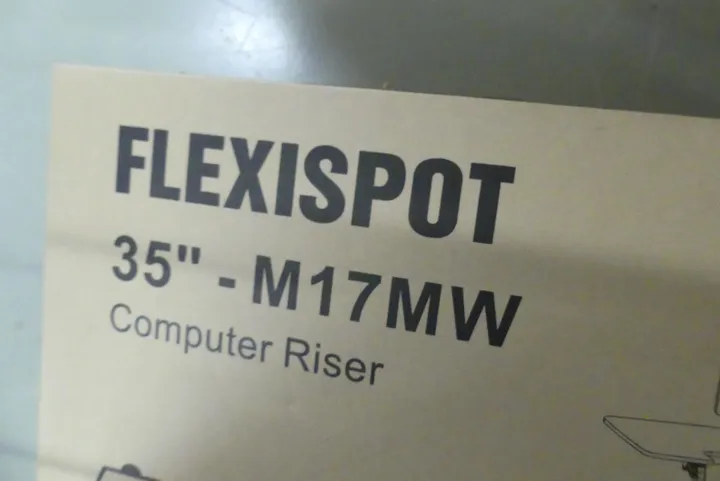 FLEXISPOT
35" - M17MW
Computer Riser